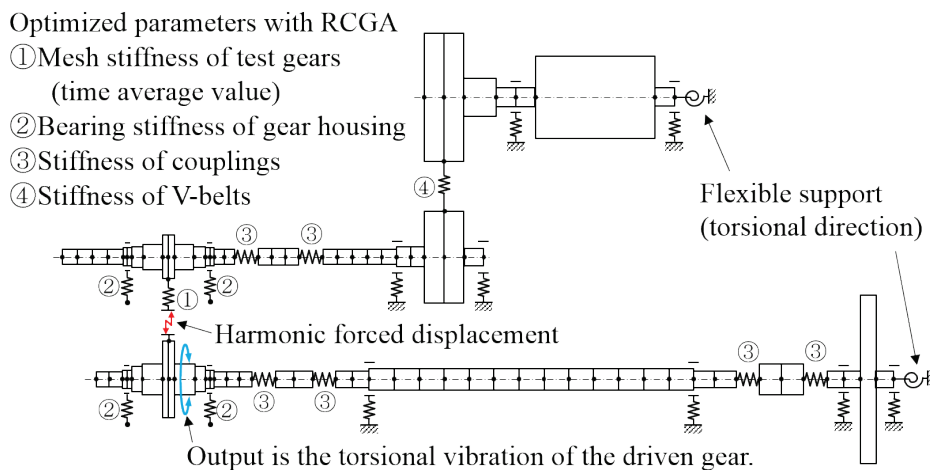 Optimized parameters with RCGA
①Mesh stiffness of test gears
(time average value)
②Bearing stiffness of gear housing
③Stiffness of couplings
④Stiffness of V-belts
④
Flexible support
(torsional direction)
③ ③
② ① ②
Harmonic forced displacement
③ ③
② ② ③ ③
Output is the torsional vibration of the driven gear.